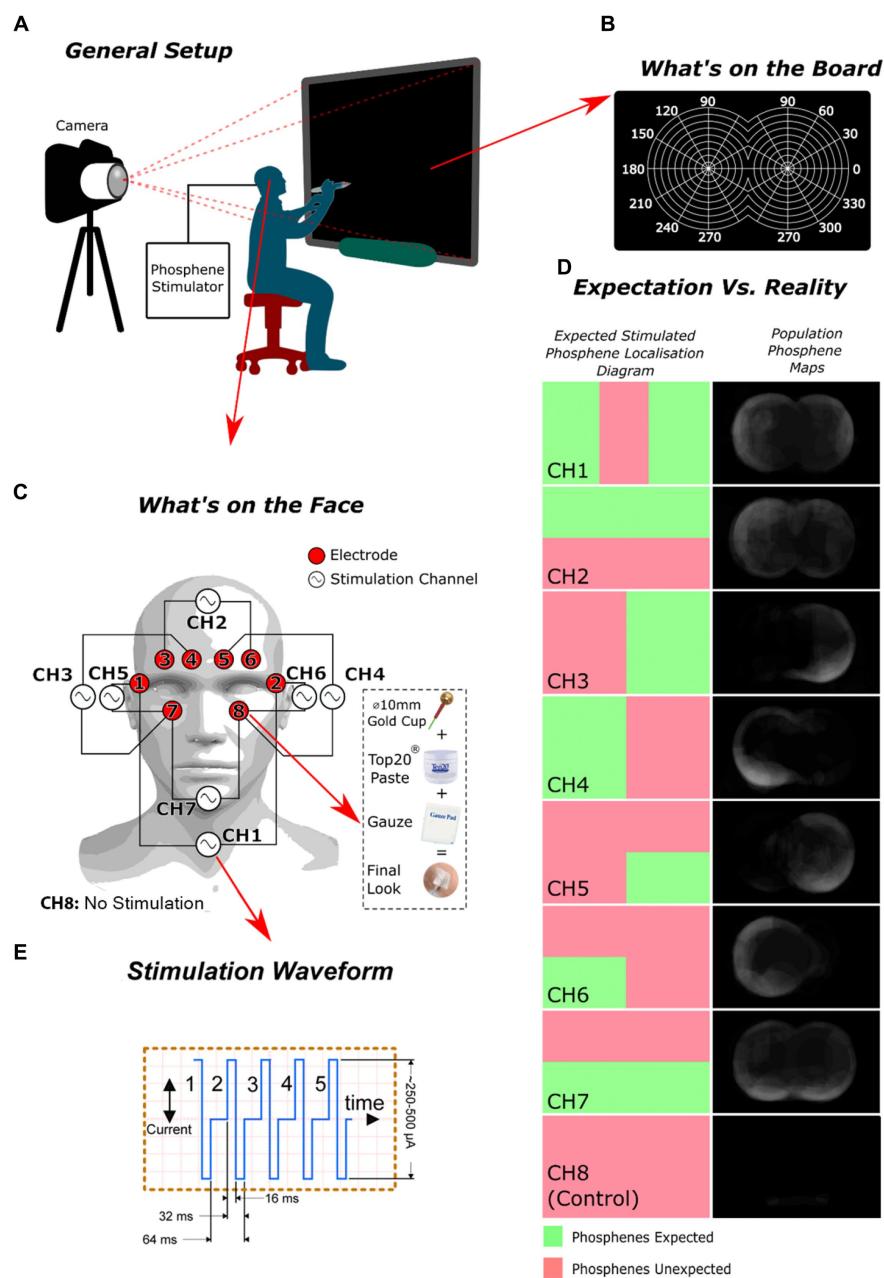 A
General Setup
Camera
Phosphene
Stimulator
B
What's on the Board
90
90
120
60
150
30
180
0
210
330
240
300
270
270
C
What's on the Face
Electrode
Stimulation Channel
CH2
CH3
CH5
CH6
CH4
3
4
5
6
1
2
7
8
CH7
CH1
CH8: No Stimulation
⌀10mm
Gold Cup
+
Top20®
Paste
Ten20
+
Gauze
Gauze Pad
=
Final
Look
D
Expectation Vs. Reality
Expected Stimulated
Phosphene Localisation
Diagram
Population
Phosphene
Maps
CH1
CH2
CH3
CH4
CH5
CH6
CH7
CH8
(Control)
Phosphenes Expected
Phosphenes Unexpected
E
Stimulation Waveform
1
2
3
4
5
time
Current
~250-500 µA
16 ms
32 ms
64 ms